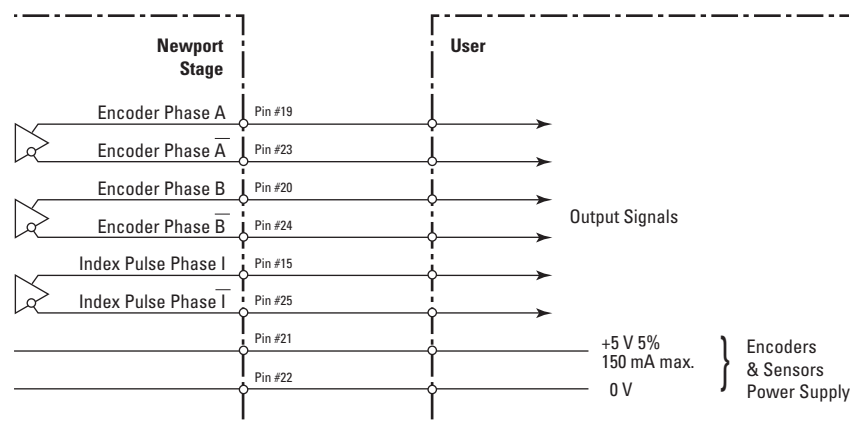 Newport
Stage
User
Encoder Phase A Pin #19
Encoder Phase A̅ Pin #23
Encoder Phase B Pin #20
Encoder Phase B̅ Pin #24
Output Signals
Index Pulse Phase I Pin #15
Index Pulse Phase I̅ Pin #25
Pin #21
+5 V 5%
150 mA max.
Pin #22
0 V
Encoders
& Sensors
Power Supply